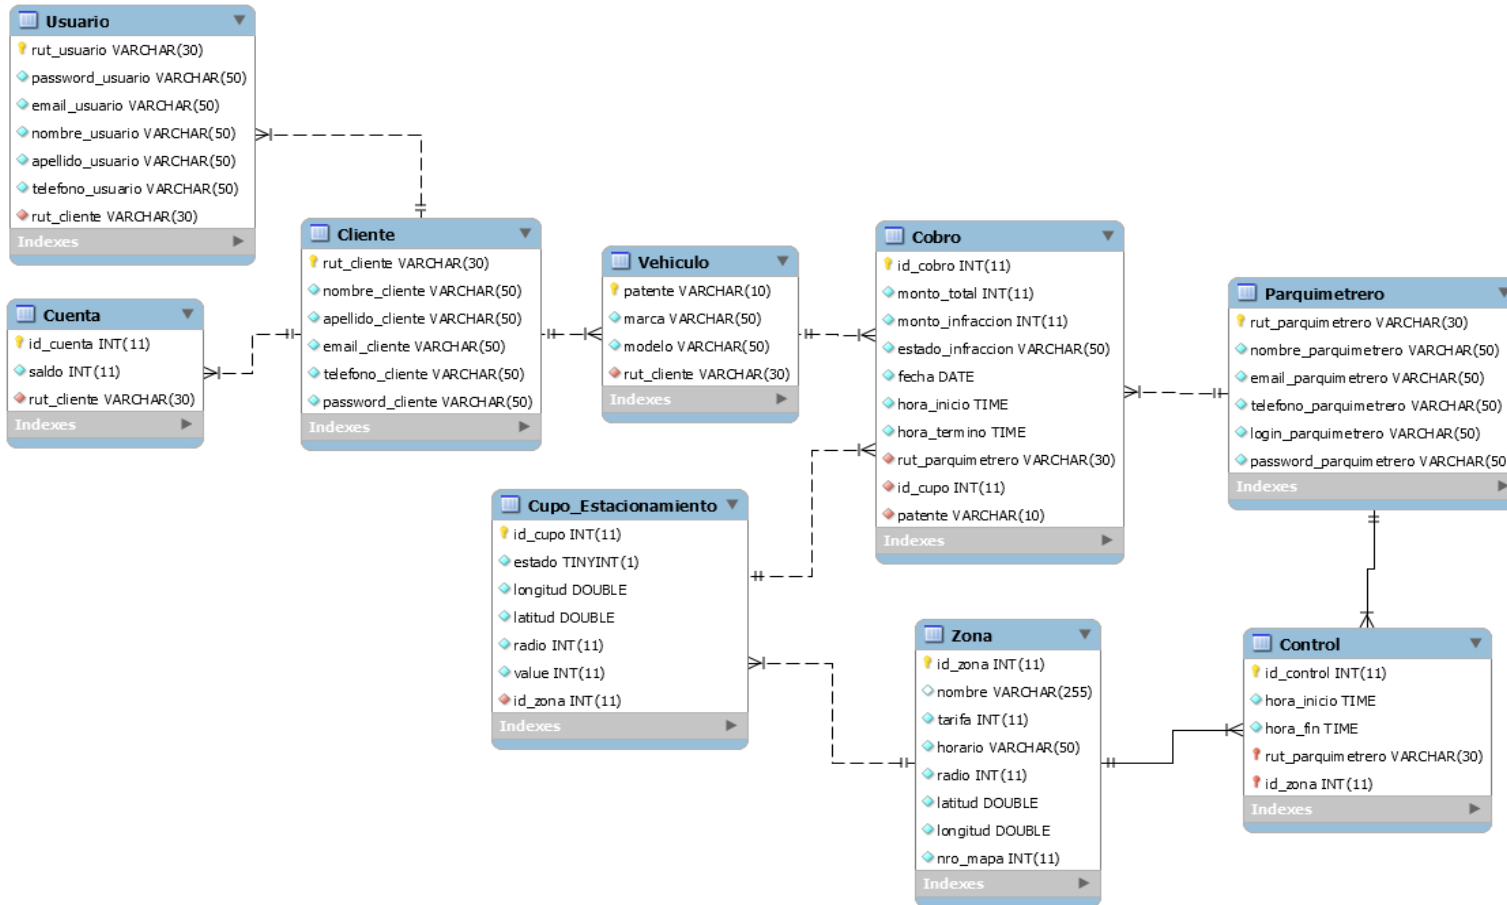 Usuario
rut_usuario VARCHAR(30)
password_usuario VARCHAR(50)
email_usuario VARCHAR(50)
nombre_usuario VARCHAR(50)
apellido_usuario VARCHAR(50)
telefono_usuario VARCHAR(50)
rut_cliente VARCHAR(30)
Indexes
Cuenta
id_cuenta INT(11)
saldo INT(11)
rut_cliente VARCHAR(30)
Indexes
Cliente
rut_cliente VARCHAR(30)
nombre_cliente VARCHAR(50)
apellido_cliente VARCHAR(50)
email_cliente VARCHAR(50)
telefono_cliente VARCHAR(50)
password_cliente VARCHAR(50)
Indexes
Vehiculo
patente VARCHAR(10)
marca VARCHAR(50)
modelo VARCHAR(50)
rut_cliente VARCHAR(30)
Indexes
Cobro
id_cobro INT(11)
monto_total INT(11)
monto_infraccion INT(11)
estado_infraccion VARCHAR(50)
fecha DATE
hora_inicio TIME
hora_termino TIME
rut_parquimetrero VARCHAR(30)
id_cupo INT(11)
patente VARCHAR(10)
Indexes
Parquimetrero
rut_parquimetrero VARCHAR(30)
nombre_parquimetrero VARCHAR(50)
email_parquimetrero VARCHAR(50)
telefono_parquimetrero VARCHAR(50)
login_parquimetrero VARCHAR(50)
password_parquimetrero VARCHAR(50
Indexes
Cupo_Estacionamiento
id_cupo INT(11)
estado TINYINT(1)
longitud DOUBLE
latitud DOUBLE
radio INT(11)
value INT(11)
id_zona INT(11)
Indexes
Zona
id_zona INT(11)
nombre VARCHAR(255)
tarifa INT(11)
horario VARCHAR(50)
radio INT(11)
latitud DOUBLE
longitud DOUBLE
nro_mapa INT(11)
Indexes
Control
id_control INT(11)
hora_inicio TIME
hora_fin TIME
rut_parquimetrero VARCHAR(30)
id_zona INT(11)
Indexes